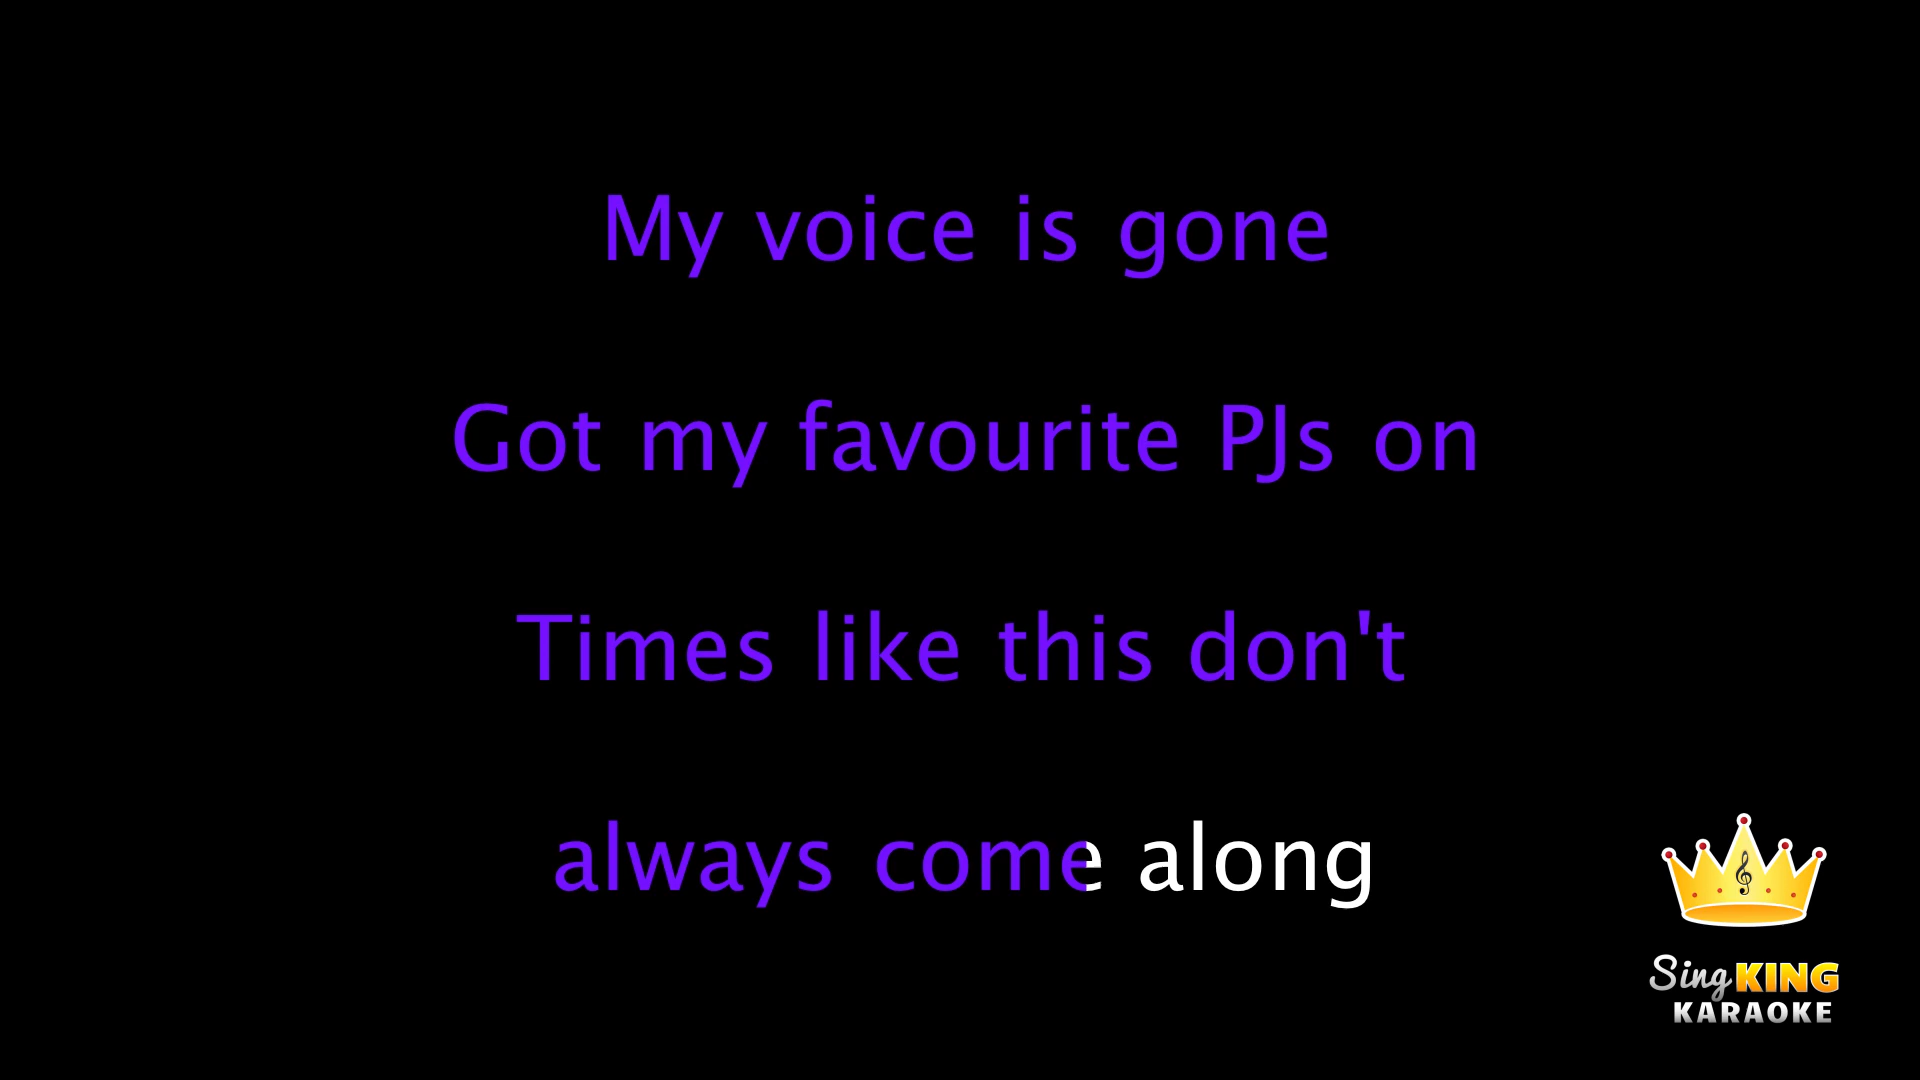 My voice is gone
Got my favourite PJs on
Times like this don't
always come along
Sing KING
KARAOKE